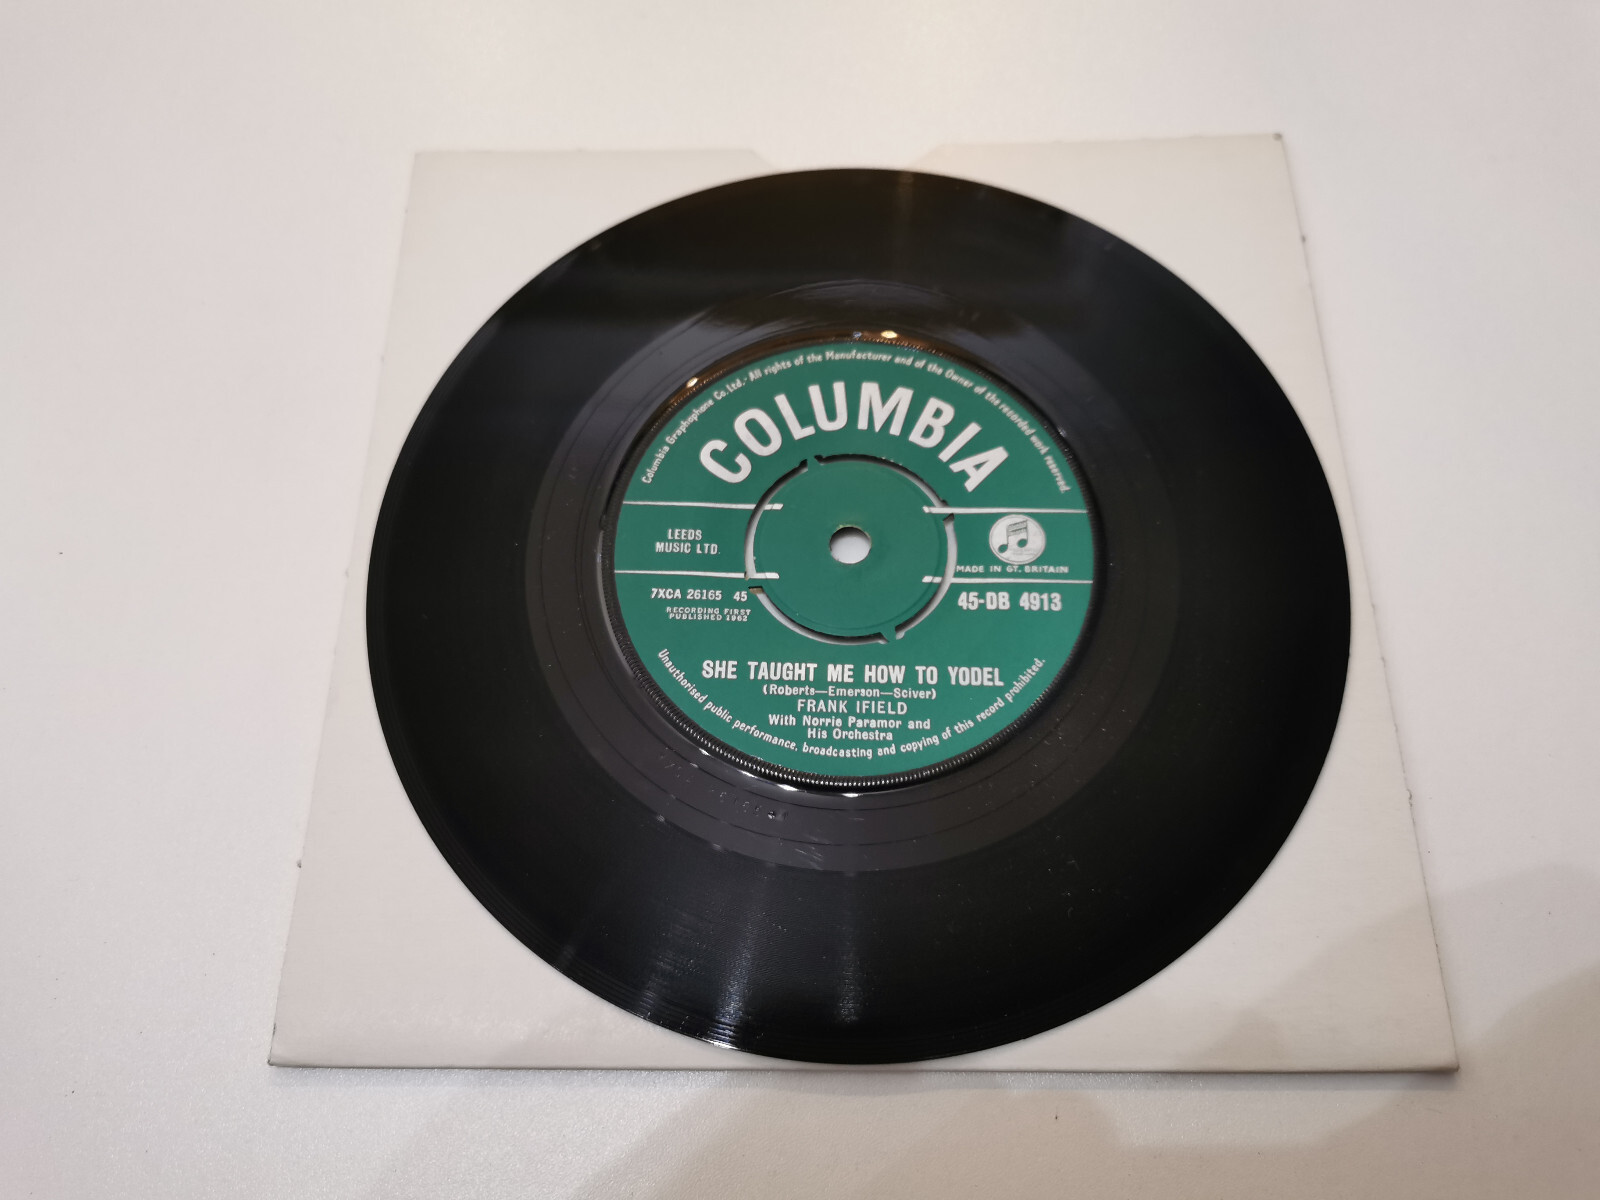 Columbia Graphophone Co. Ltd.- All rights of the Manufacturer and of the Owner of the recorded work reserved.
COLUMBIA
LEEDS
MUSIC LTD.
MADE IN GT. BRITAIN
7XCA 26165 45
45-DB 4913
RECORDING FIRST
PUBLISHED 1962
SHE TAUGHT ME HOW TO YODEL
(Roberts—Emerson—Sciver)
FRANK IFIELD
With Norrie Paramor and
His Orchestra
Unauthorised public performance, broadcasting and copying of this record prohibited.